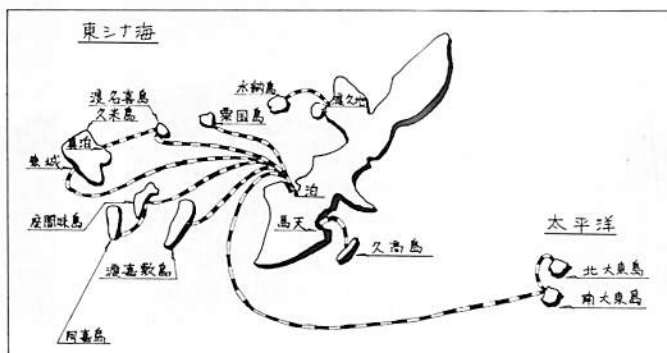 東シナ海
水納島
渡久地
渡名喜島
久米島
粟国島
真泊
兼城
泊
座間味島
馬天
太平洋
久高島
北大東島
渡嘉敷島
南大東島
阿嘉島